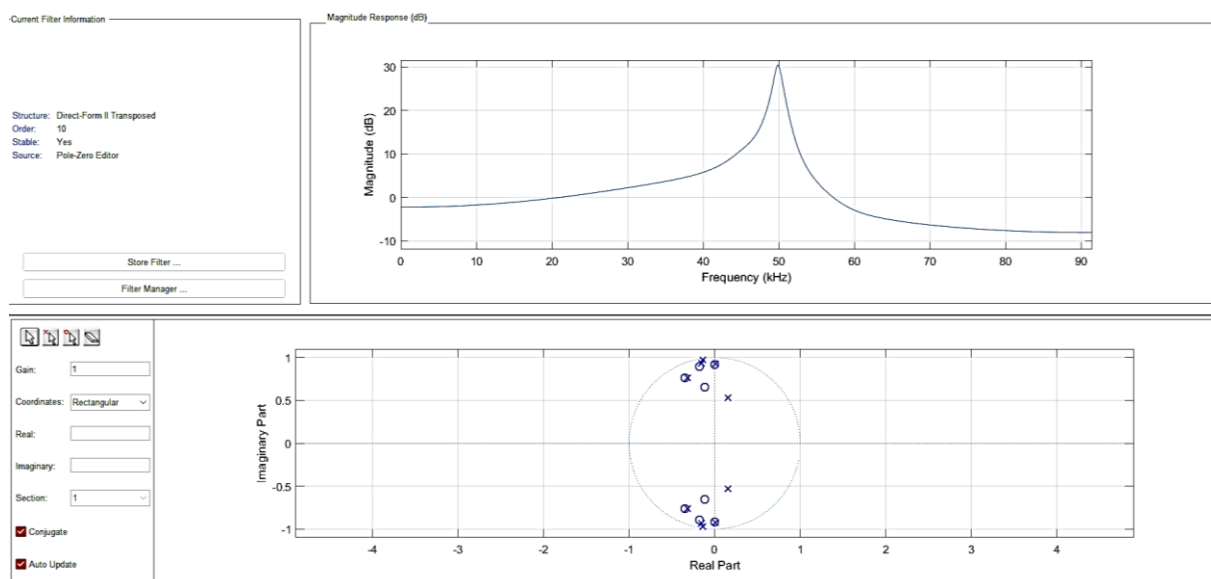 Current Filter Information
Structure: Direct-Form II Transposed
Order: 10
Stable: Yes
Source: Pole-Zero Editor
Store Filter ...
Filter Manager ...
Magnitude Response (dB)
30
20
10
0
-10
Magnitude (dB)
0 10 20 30 40 50 60 70 80 90
Frequency (kHz)
Gain: 1
Coordinates: Rectangular
Real:
Imaginary:
Section: 1
Conjugate
Auto Update
1
0.5
0
-0.5
-1
Imaginary Part
-4 -3 -2 -1 0 1 2 3 4
Real Part